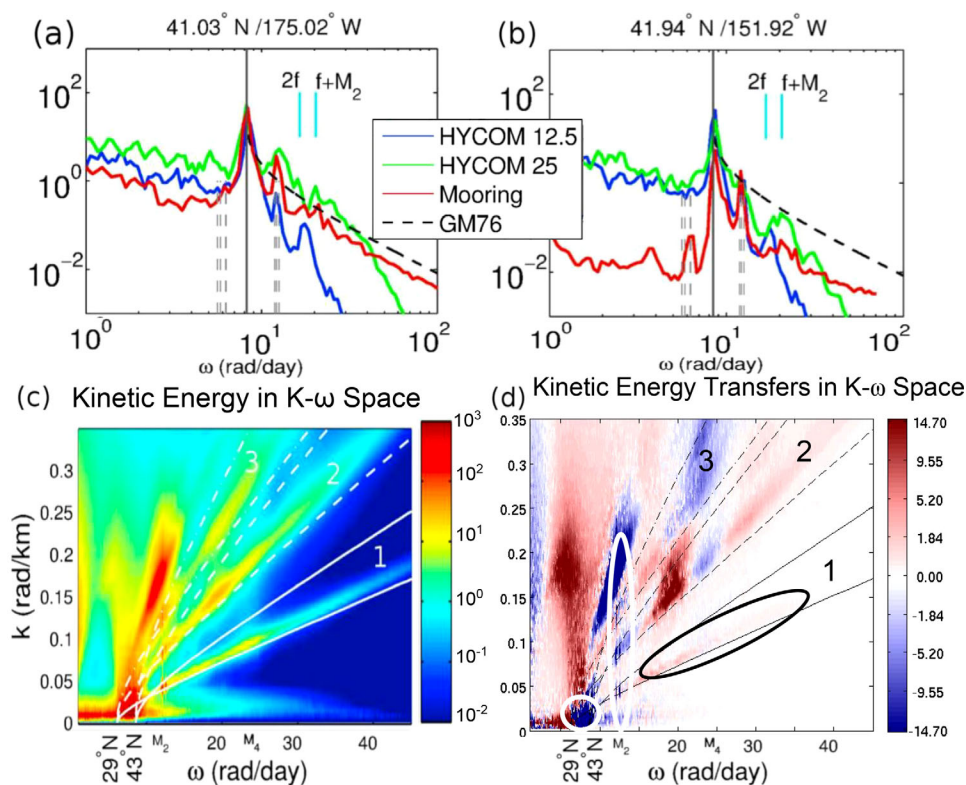 (a) 41.03° N /175.02° W
(b) 41.94° N /151.92° W
10²
10⁰
10⁻²
2f f+M₂
10⁰ 10¹ 10²
ω (rad/day)
HYCOM 12.5
HYCOM 25
Mooring
GM76
10²
10⁰
10⁻²
2f f+M₂
10⁰ 10¹ 10²
ω (rad/day)
(c) Kinetic Energy in K-ω Space
k (rad/km)
0.3
0.25
0.2
0.15
0.1
0.05
0
3
2
1
29°N 43°N M₂ 20 M₄ 30 40
ω (rad/day)
10³
10²
10¹
10⁰
10⁻¹
10⁻²
(d) Kinetic Energy Transfers in K-ω Space
0.35
0.3
0.25
0.2
0.15
0.1
0.05
0
3
2
1
29°N 43°N M₂ 20 M₄ 30 40
ω (rad/day)
14.70
9.55
5.20
1.84
0.00
-1.84
-5.20
-9.55
-14.70